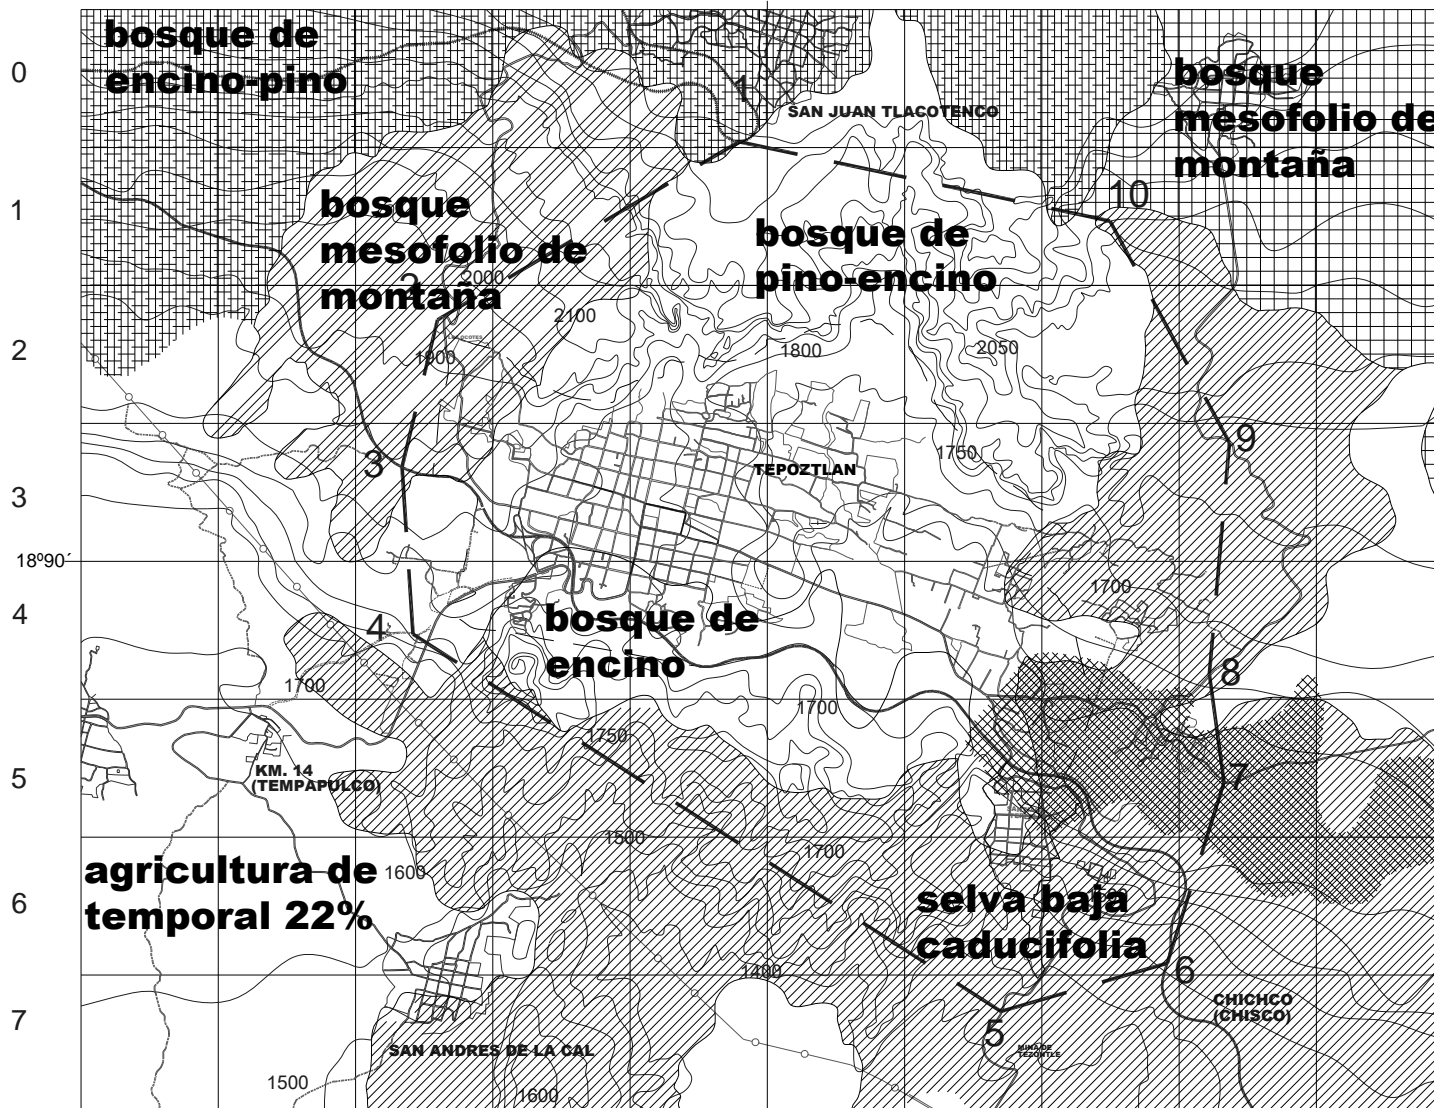 bosque de
encino-pino
0
1
SAN JUAN TLACOTENCO
bosque
mesofolio de
montaña
10
1
bosque
mesofolio de
montaña
bosque de
pino-encino
2
2000
2100
2
1900
1800
2050
3
9
1750
TEPOZTLAN
3
18º90´
1700
4
4
bosque de
encino
8
1700
1700
1750
5
KM. 14
(TEMPAPULCO)
7
1500
1700
agricultura de
temporal 22%
1600
6
selva baja
caducifolia
1400
6
CHICHCO
(CHISCO)
7
5
SAN ANDRES DE LA CAL
MINA DE
TEZONTLE
1500
1600